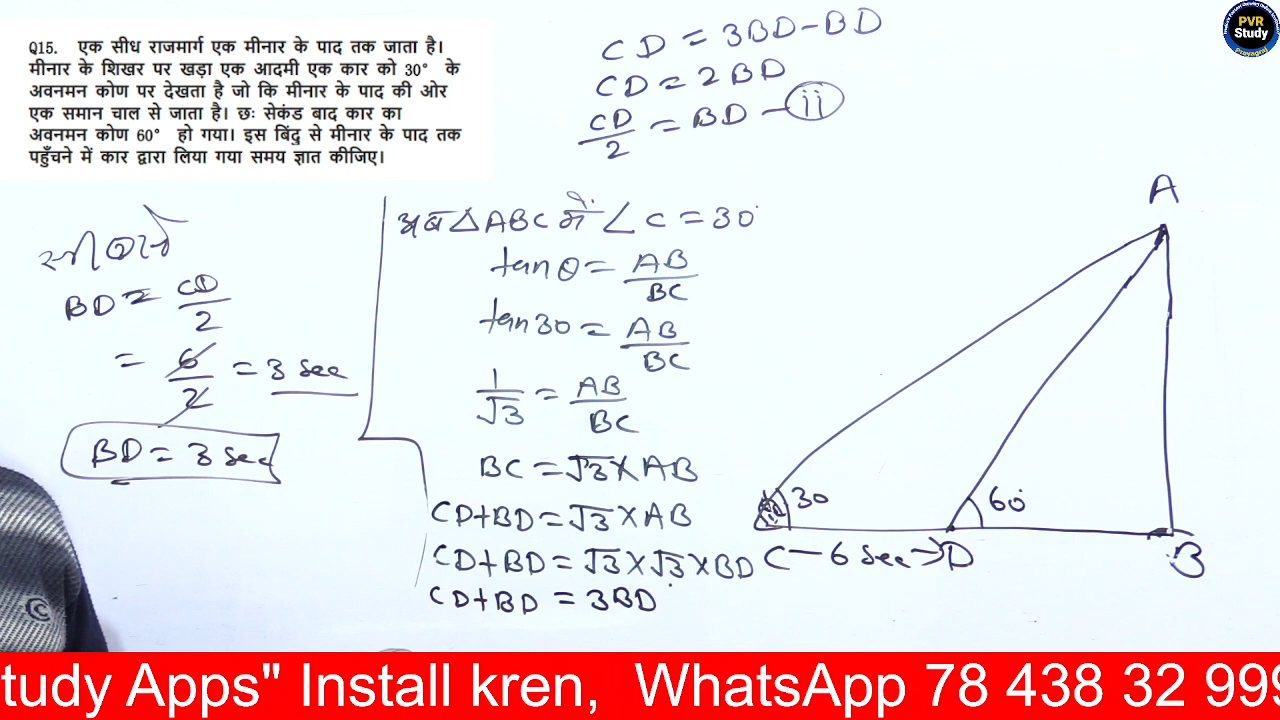 Q15. एक सीध राजमार्ग एक मीनार के पाद तक जाता है।
मीनार के शिखर पर खड़ा एक आदमी एक कार को 30° के
अवनमन कोण पर देखता है जो कि मीनार के पाद की ओर
एक समान चाल से जाता है। छः सेकंड बाद कार का
अवनमन कोण 60° हो गया। इस बिंदु से मीनार के पाद तक
पहुँचने में कार द्वारा लिया गया समय ज्ञात कीजिए।
CD = 3BD-BD
CD = 2BD
CD/2 = BD - ii
PVR
Study
Prayagraj
BD = CD/2
= 6/2 = 3 sec
BD = 3 sec
अब △ABC में ∠C = 30°
tanθ = AB/BC
tan30 = AB/BC
1/√3 = AB/BC
BC = √3 × AB
CD+BD = √3 × AB
CD+BD = √3 × √3 × BD
CD+BD = 3BD
A
30
60°
C - 6 sec → D
B
tudy Apps" Install kren, WhatsApp 78 438 32 999